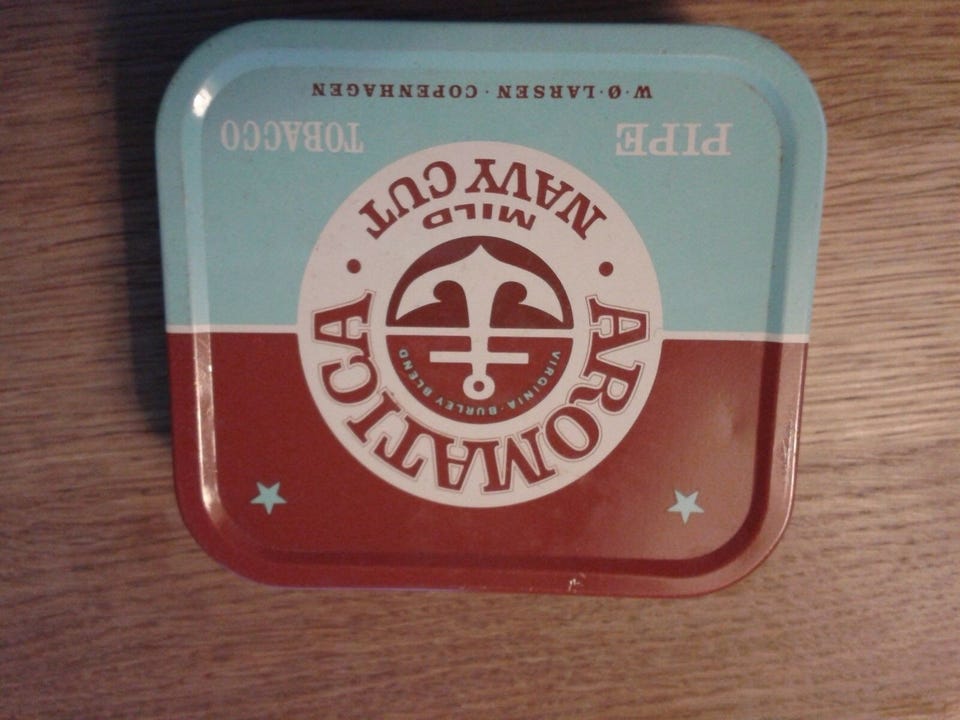 AROMATICA
VIRGINIA · BURLEY BLEND
MILD
NAVY CUT
PIPE TOBACCO
W·Ø·LARSEN · COPENHAGEN